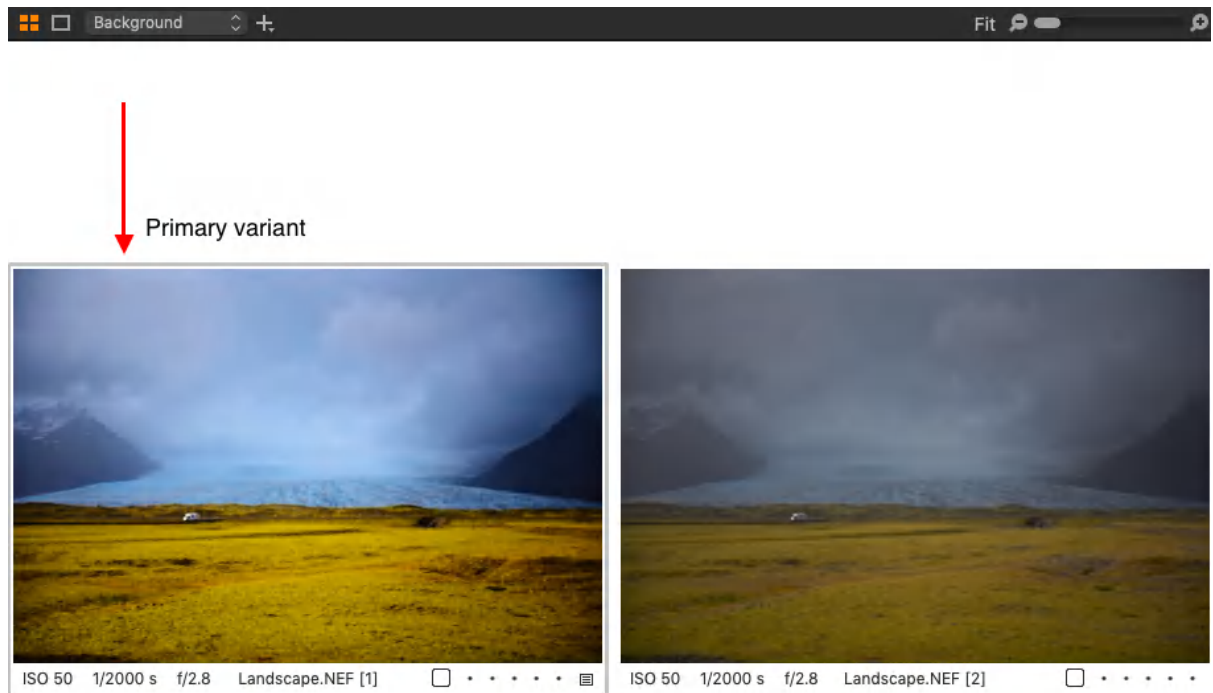 Background
Fit
Primary variant
ISO 50 1/2000 s f/2.8 Landscape.NEF [1]
ISO 50 1/2000 s f/2.8 Landscape.NEF [2]